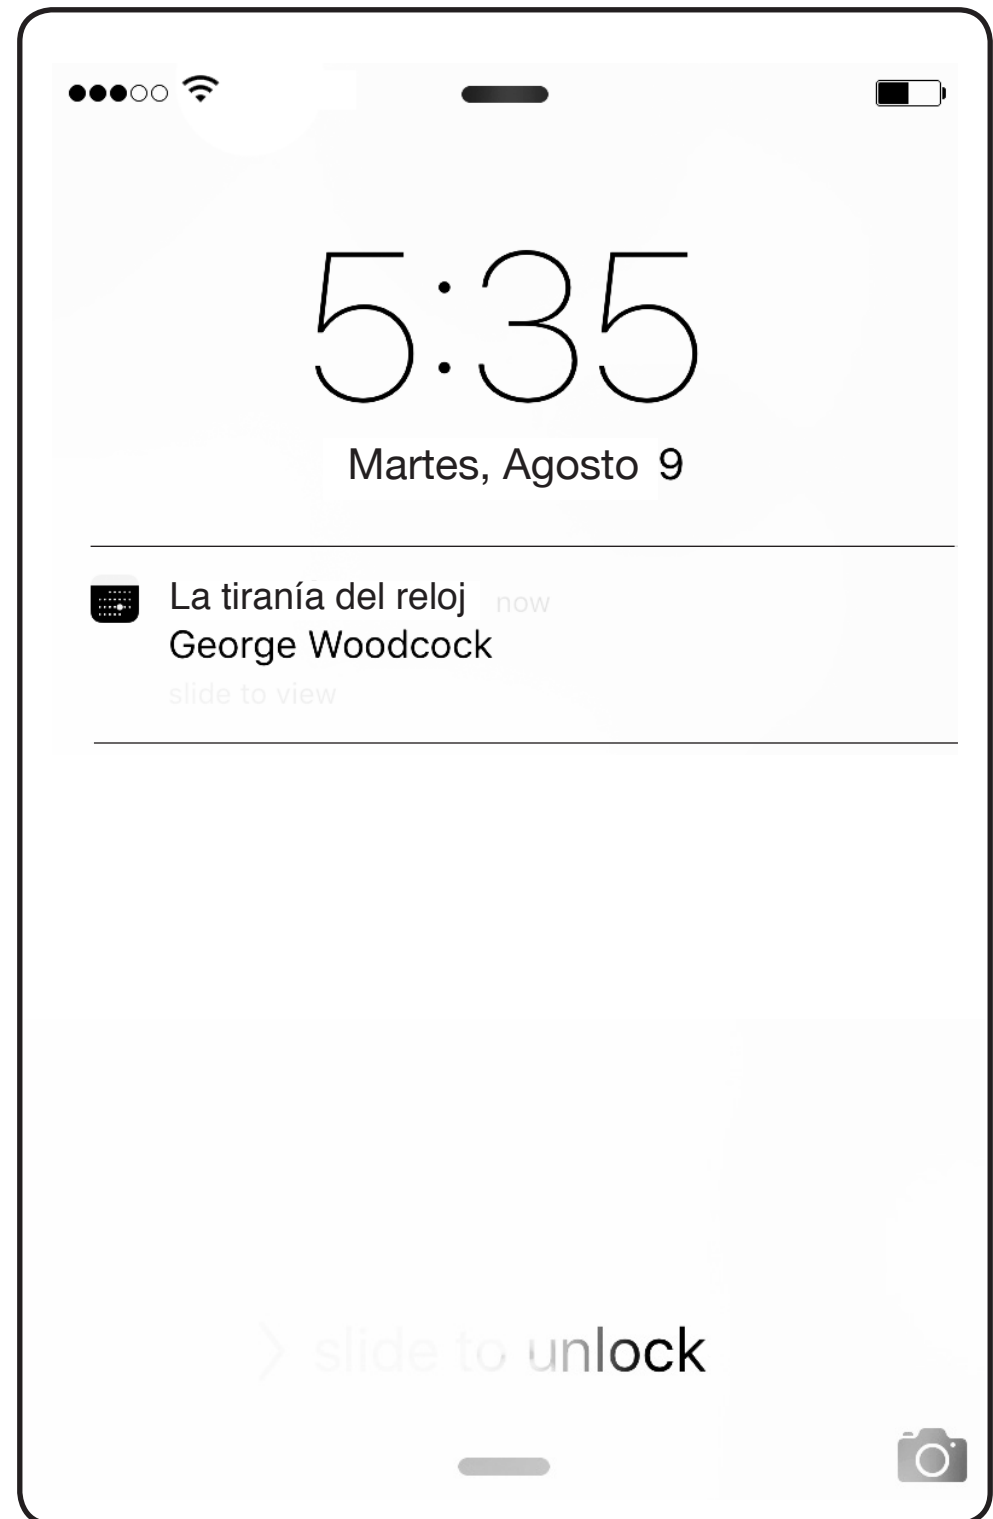 5:35
Martes, Agosto 9
La tiranía del reloj now
George Woodcock
slide to view
slide to unlock